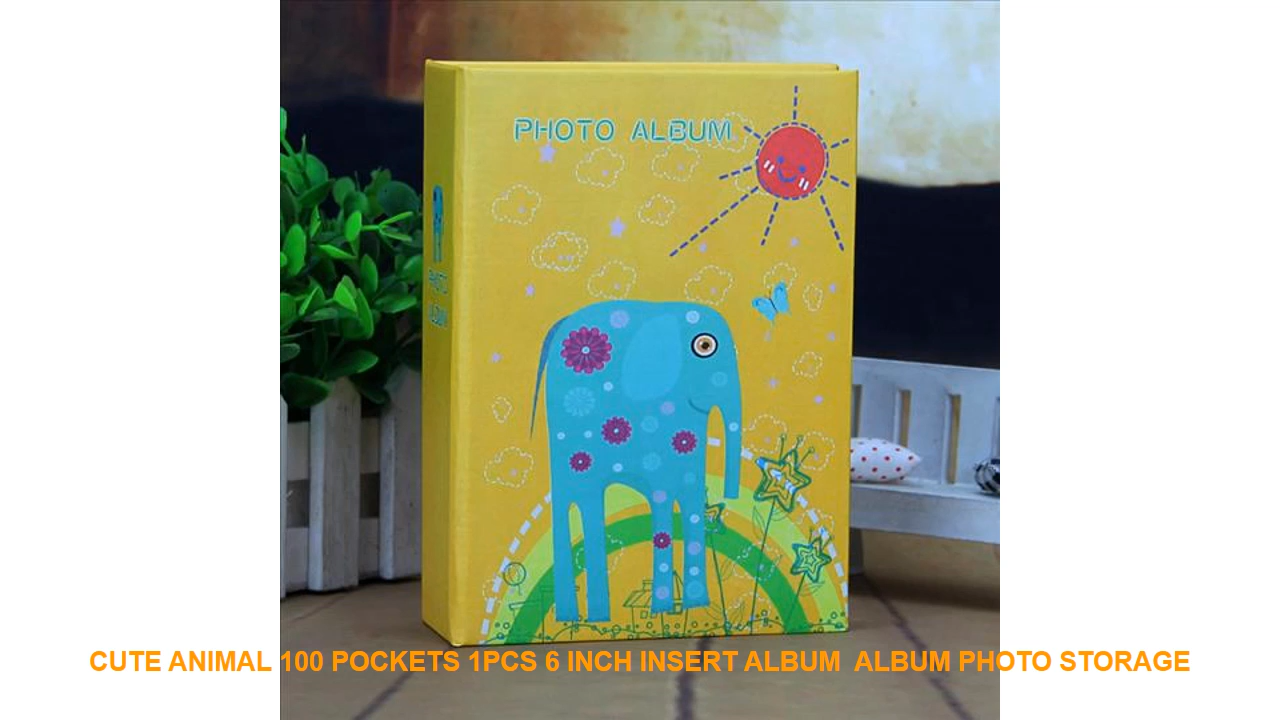 PHOTO ALBUM
PHOTO
ALBUM
CUTE ANIMAL 100 POCKETS 1PCS 6 INCH INSERT ALBUM  ALBUM PHOTO STORAGE